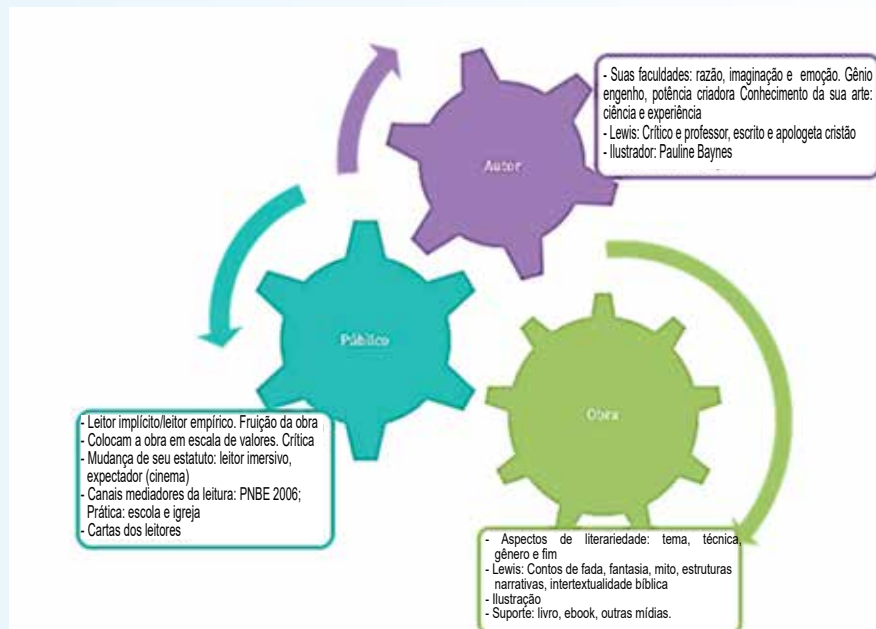 - Suas faculdades: razão, imaginação e emoção. Gênio
engenho, potência criadora Conhecimento da sua arte:
ciência e experiência
- Lewis: Crítico e professor, escrito e apologeta cristão
- Ilustrador: Pauline Baynes
Autor
Público
- Leitor implícito/leitor empírico. Fruição da obra
- Colocam a obra em escala de valores. Crítica
- Mudança de seu estatuto: leitor imersivo,
expectador (cinema)
- Canais mediadores da leitura: PNBE 2006;
Prática: escola e igreja
- Cartas dos leitores
Obra
- Aspectos de literariedade: tema, técnica,
gênero e fim
- Lewis: Contos de fada, fantasia, mito, estruturas
narrativas, intertextualidade bíblica
- Ilustração
- Suporte: livro, ebook, outras mídias.